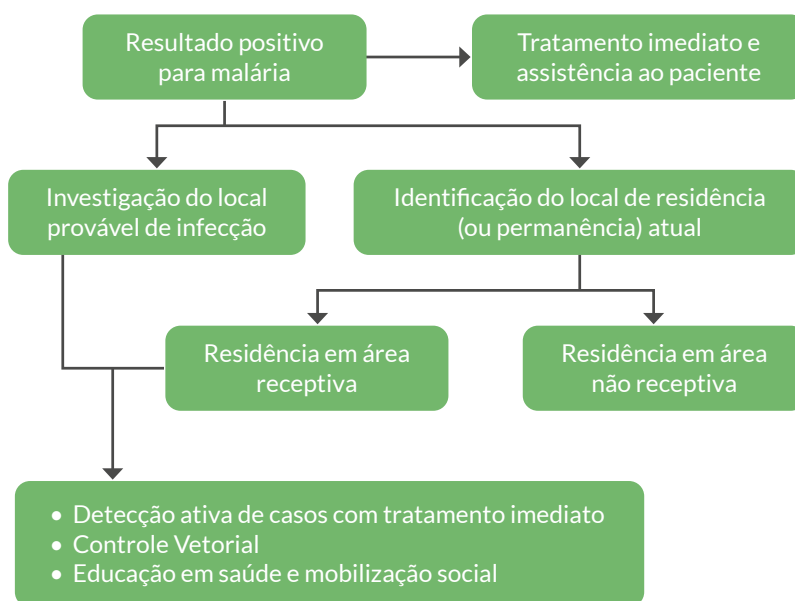 Resultado positivo
para malária
Tratamento imediato e
assistência ao paciente
Investigação do local
provável de infecção
Identificação do local de residência
(ou permanência) atual
Residência em área
receptiva
Residência em área
não receptiva
• Detecção ativa de casos com tratamento imediato
• Controle Vetorial
• Educação em saúde e mobilização social